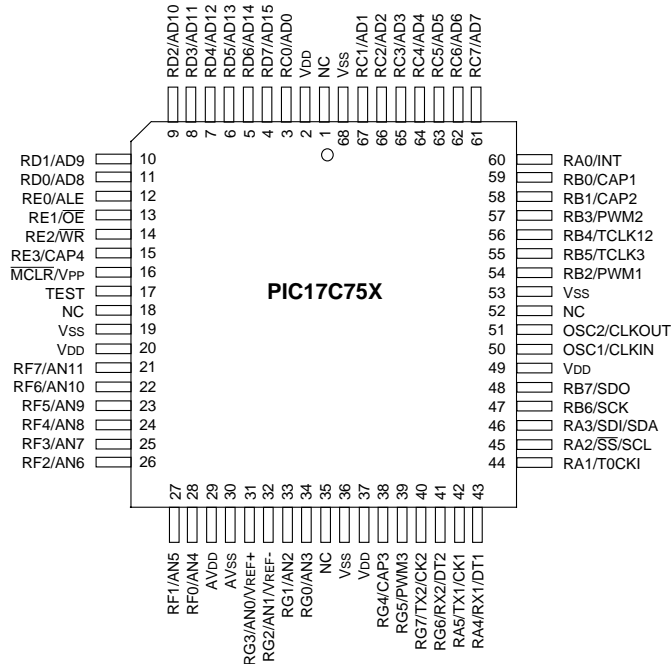 RD2/AD10
RD3/AD11
RD4/AD12
RD5/AD13
RD6/AD14
RD7/AD15
RC0/AD0
VDD
NC
VSS
RC1/AD1
RC2/AD2
RC3/AD3
RC4/AD4
RC5/AD5
RC6/AD6
RC7/AD7
9 8 7 6 5 4 3 2 1 68 67 66 65 64 63 62 61
RD1/AD9 10
RD0/AD8 11
RE0/ALE 12
RE1/O̅E̅ 13
RE2/W̅R̅ 14
RE3/CAP4 15
M̅C̅L̅R̅/VPP 16
TEST 17
NC 18
VSS 19
VDD 20
RF7/AN11 21
RF6/AN10 22
RF5/AN9 23
RF4/AN8 24
RF3/AN7 25
RF2/AN6 26
PIC17C75X
60 RA0/INT
59 RB0/CAP1
58 RB1/CAP2
57 RB3/PWM2
56 RB4/TCLK12
55 RB5/TCLK3
54 RB2/PWM1
53 VSS
52 NC
51 OSC2/CLKOUT
50 OSC1/CLKIN
49 VDD
48 RB7/SDO
47 RB6/SCK
46 RA3/SDI/SDA
45 RA2/S̅S̅/SCL
44 RA1/T0CKI
27 28 29 30 31 32 33 34 35 36 37 38 39 40 41 42 43
RF1/AN5
RF0/AN4
AVDD
AVSS
RG3/AN0/VREF+
RG2/AN1/VREF-
RG1/AN2
RG0/AN3
NC
VSS
VDD
RG4/CAP3
RG5/PWM3
RG7/TX2/CK2
RG6/RX2/DT2
RA5/TX1/CK1
RA4/RX1/DT1